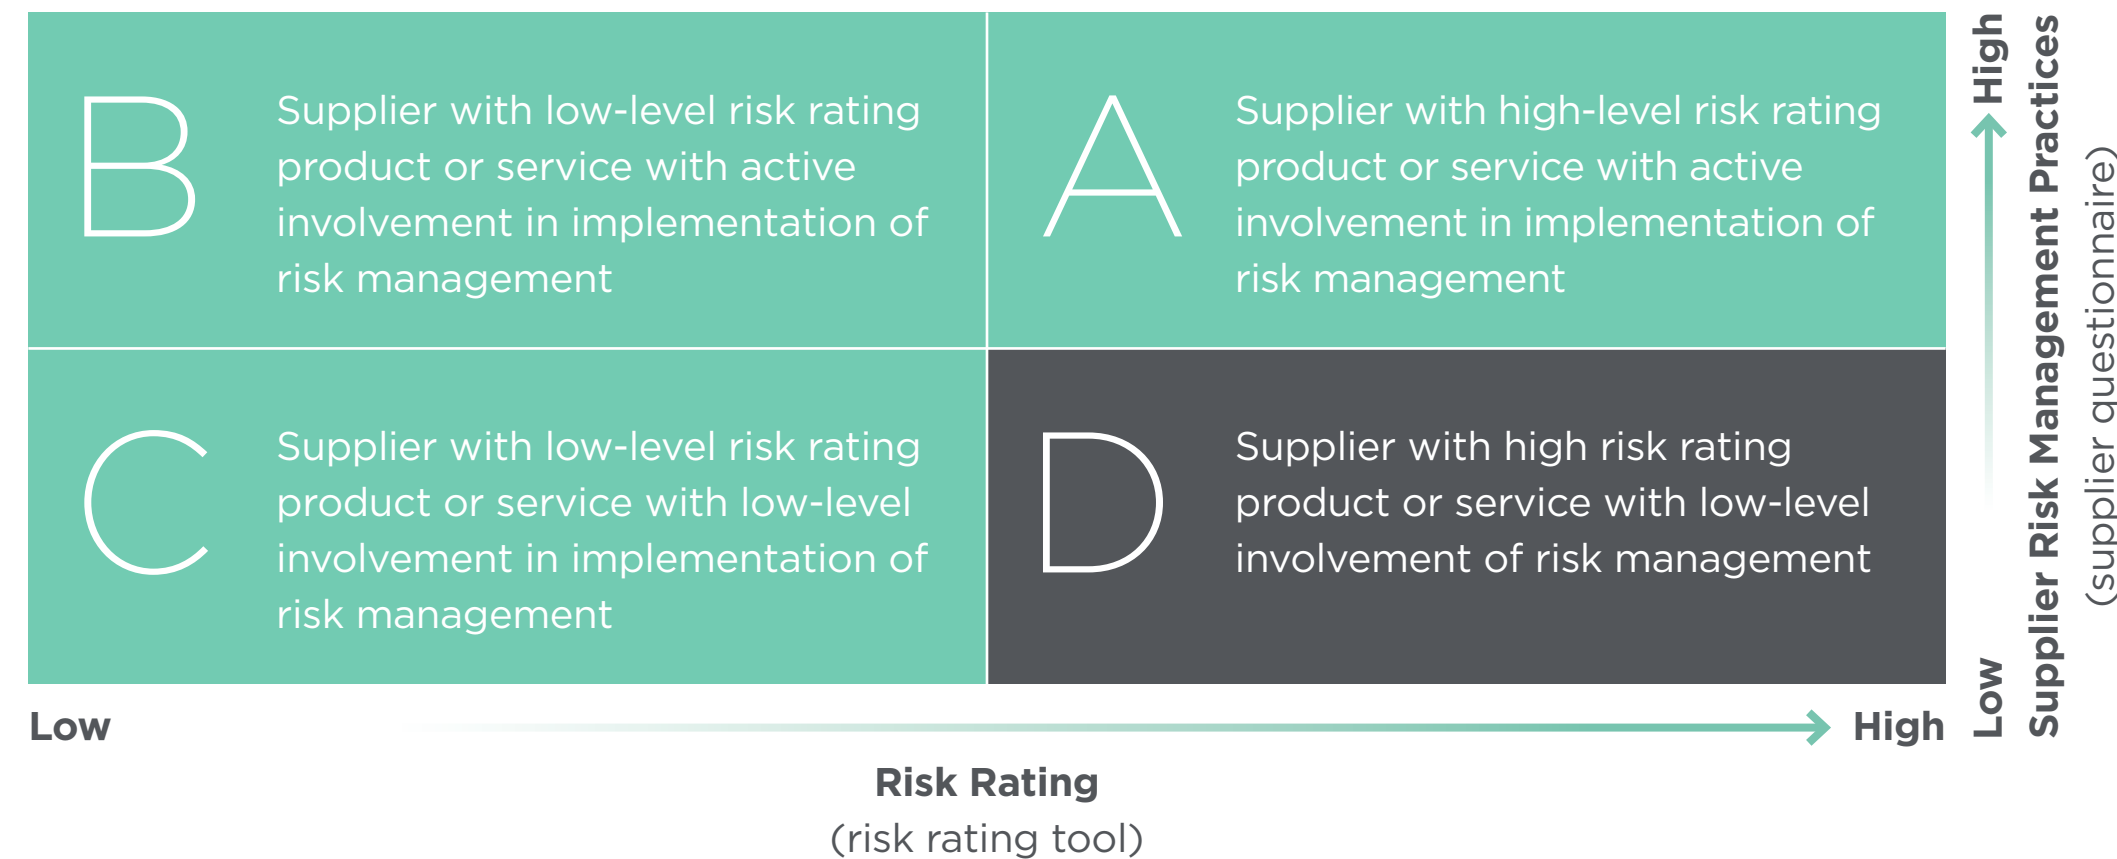 B
Supplier with low-level risk rating
product or service with active
involvement in implementation of
risk management
A
Supplier with high-level risk rating
product or service with active
involvement in implementation of
risk management
C
Supplier with low-level risk rating
product or service with low-level
involvement in implementation of
risk management
D
Supplier with high risk rating
product or service with low-level
involvement of risk management
Low
High
Risk Rating
(risk rating tool)
Low
High
Supplier Risk Management Practices
(supplier questionnaire)